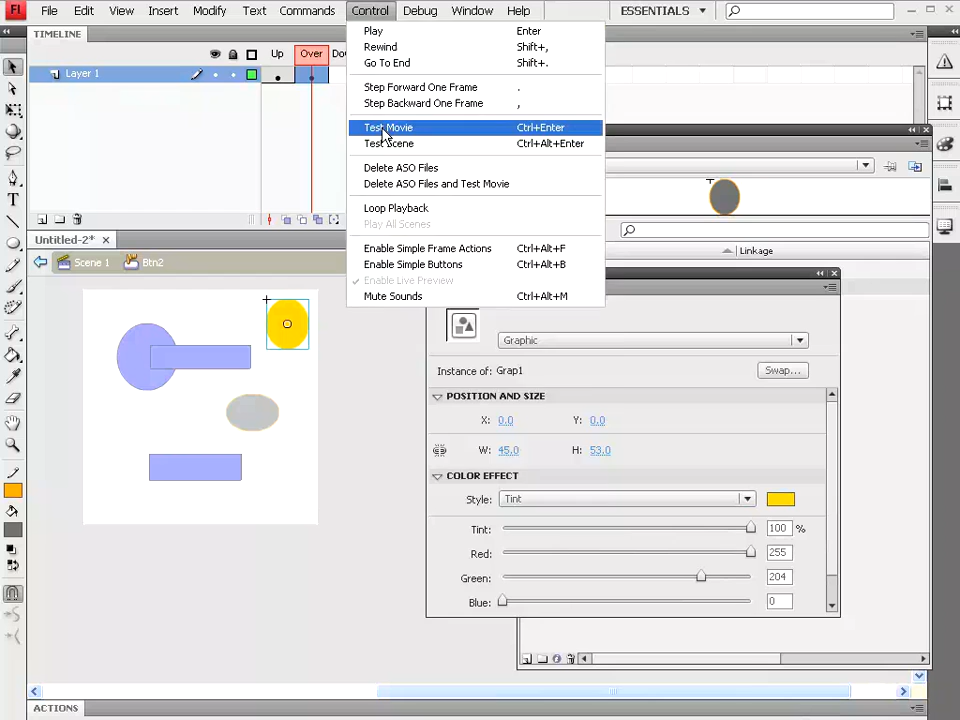 Fl File Edit View Insert Modify Text Commands Control Debug Window Help ESSENTIALS
TIMELINE
Up Over Do
Layer 1
Play Enter
Rewind Shift+,
Go To End Shift+.
Step Forward One Frame .
Step Backward One Frame ,
Test Movie Ctrl+Enter
Test Scene Ctrl+Alt+Enter
Delete ASO Files
Delete ASO Files and Test Movie
Loop Playback
Play All Scenes
Enable Simple Frame Actions Ctrl+Alt+F
Enable Simple Buttons Ctrl+Alt+B
Enable Live Preview
Mute Sounds Ctrl+Alt+M
Untitled-2*
Scene 1 Btn2
Linkage
Graphic
Instance of: Grap1 Swap...
POSITION AND SIZE
X: 0.0 Y: 0.0
W: 45.0 H: 53.0
COLOR EFFECT
Style: Tint
Tint: 100 %
Red: 255
Green: 204
Blue: 0
ACTIONS